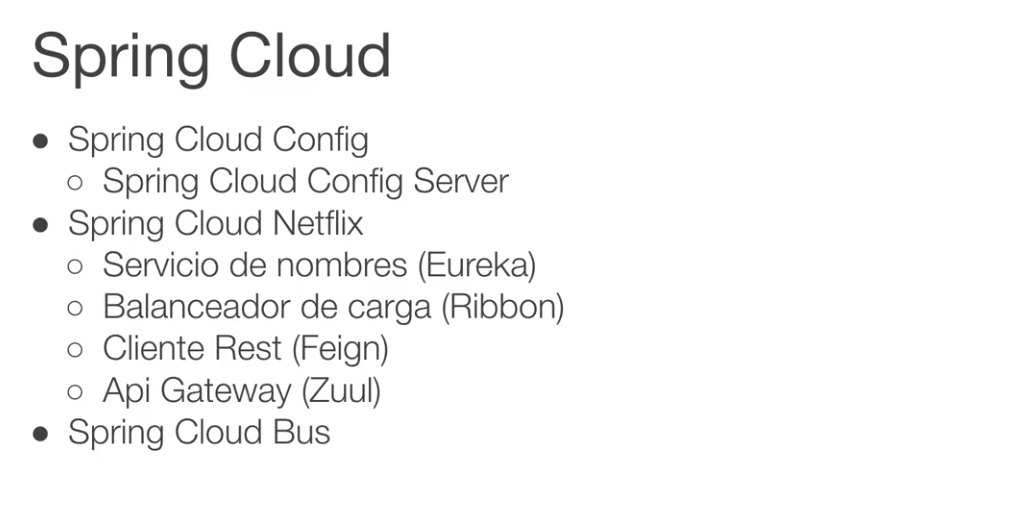 Spring Cloud
● Spring Cloud Config
○ Spring Cloud Config Server
● Spring Cloud Netflix
○ Servicio de nombres (Eureka)
○ Balanceador de carga (Ribbon)
○ Cliente Rest (Feign)
○ Api Gateway (Zuul)
● Spring Cloud Bus